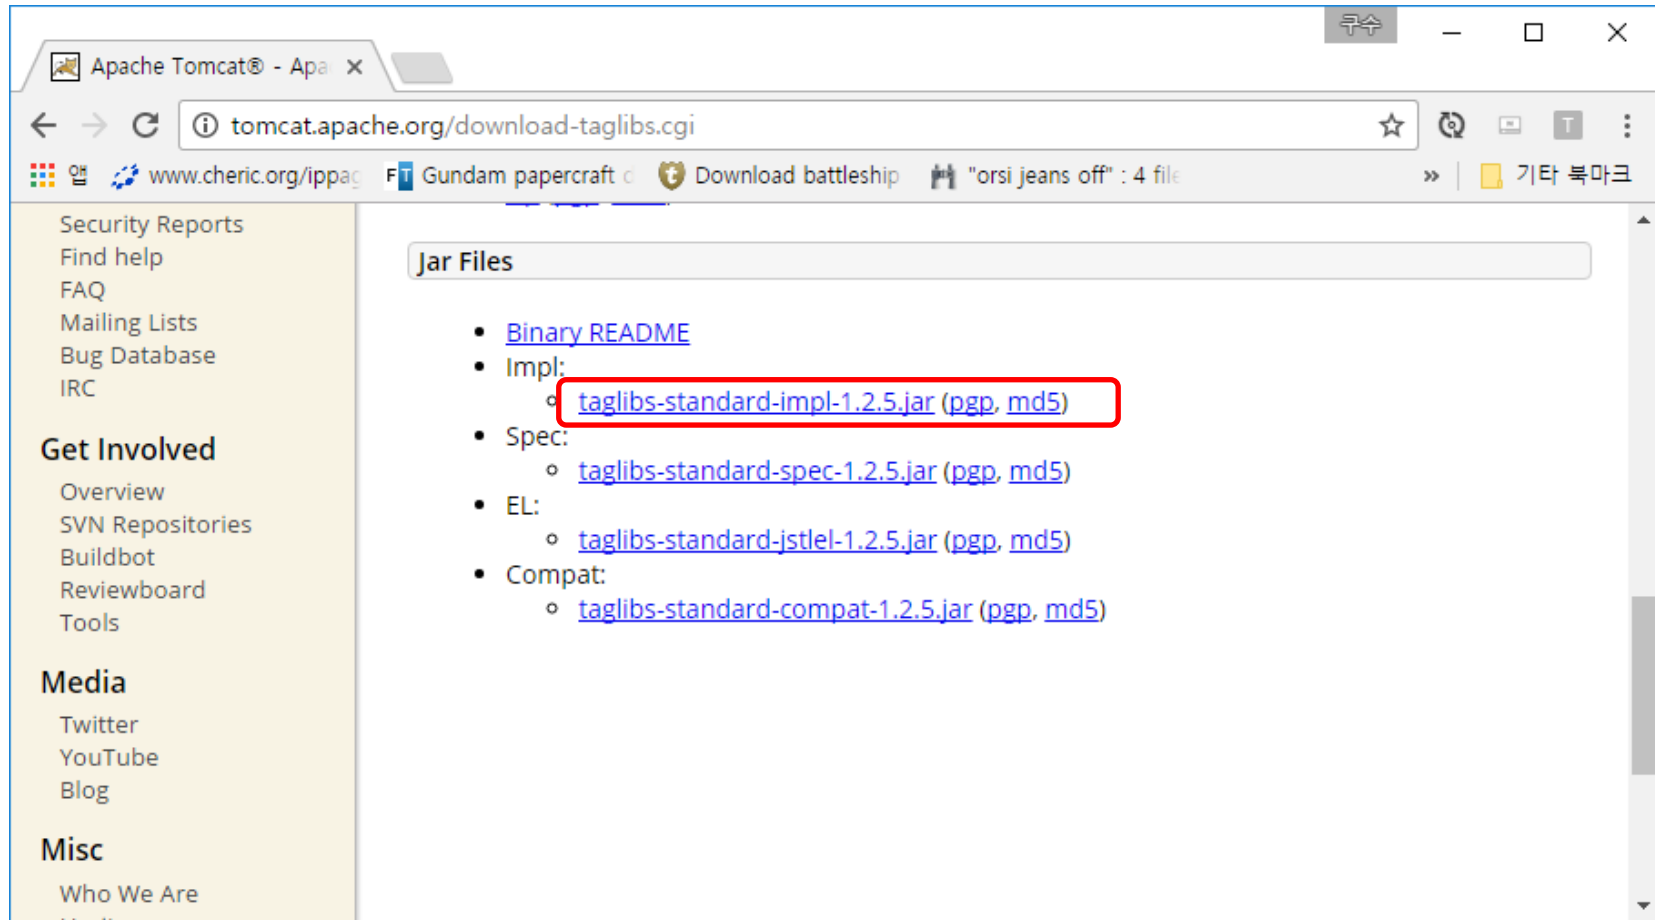 구수
Apache Tomcat® - Apa
tomcat.apache.org/download-taglibs.cgi
T
앱 www.cheric.org/ippag FT Gundam papercraft d Download battleship "orsi jeans off" : 4 file » 기타 북마크
Security Reports
Find help
FAQ
Mailing Lists
Bug Database
IRC
Get Involved
Overview
SVN Repositories
Buildbot
Reviewboard
Tools
Media
Twitter
YouTube
Blog
Misc
Who We Are
Jar Files
Binary README
Impl:
taglibs-standard-impl-1.2.5.jar (pgp, md5)
Spec:
taglibs-standard-spec-1.2.5.jar (pgp, md5)
EL:
taglibs-standard-jstlel-1.2.5.jar (pgp, md5)
Compat:
taglibs-standard-compat-1.2.5.jar (pgp, md5)